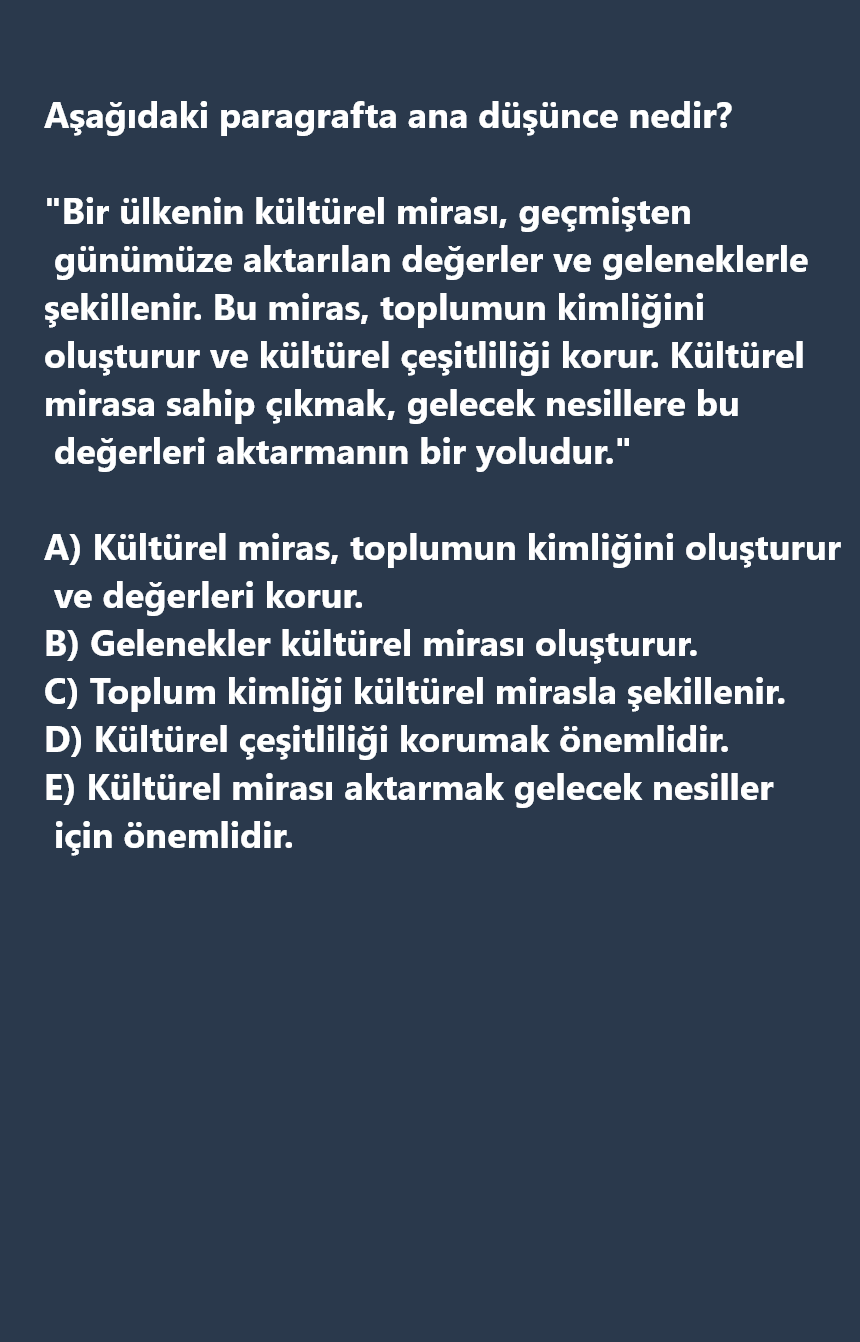 Aşağıdaki paragrafta ana düşünce nedir?
"Bir ülkenin kültürel mirası, geçmişten
günümüze aktarılan değerler ve geleneklerle
şekillenir. Bu miras, toplumun kimliğini
oluşturur ve kültürel çeşitliliği korur. Kültürel
mirasa sahip çıkmak, gelecek nesillere bu
değerleri aktarmanın bir yoludur."
A) Kültürel miras, toplumun kimliğini oluşturur
ve değerleri korur.
B) Gelenekler kültürel mirası oluşturur.
C) Toplum kimliği kültürel mirasla şekillenir.
D) Kültürel çeşitliliği korumak önemlidir.
E) Kültürel mirası aktarmak gelecek nesiller
için önemlidir.